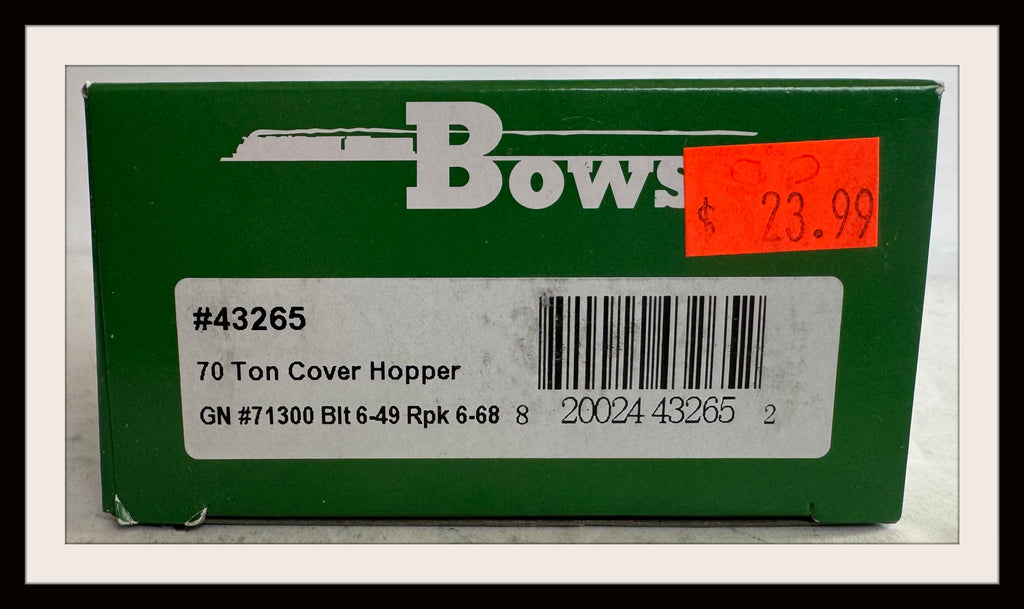 Bows
$ 23.99
#43265
70 Ton Cover Hopper
GN #71300 Blt 6-49 Rpk 6-68
8 20024 43265 2